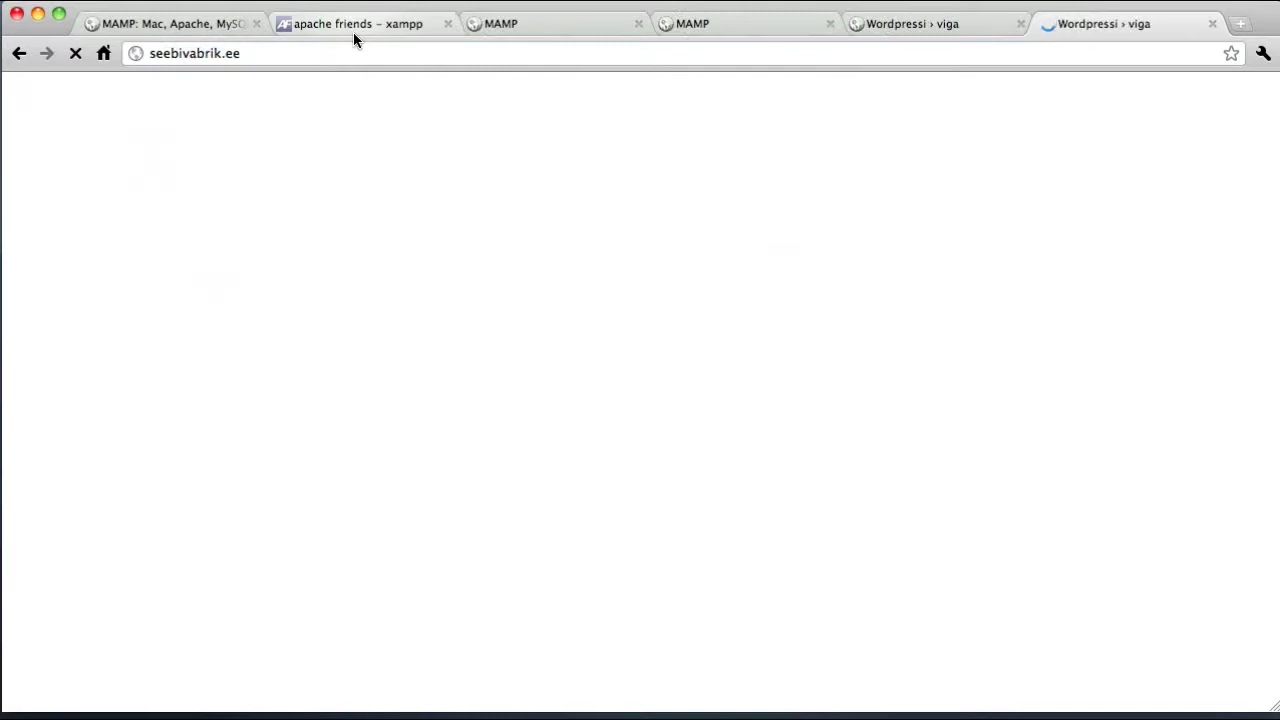 MAMP: Mac, Apache, MySQ
apache friends – xampp
MAMP
MAMP
Wordpressi › viga
Wordpressi › viga
seebivabrik.ee